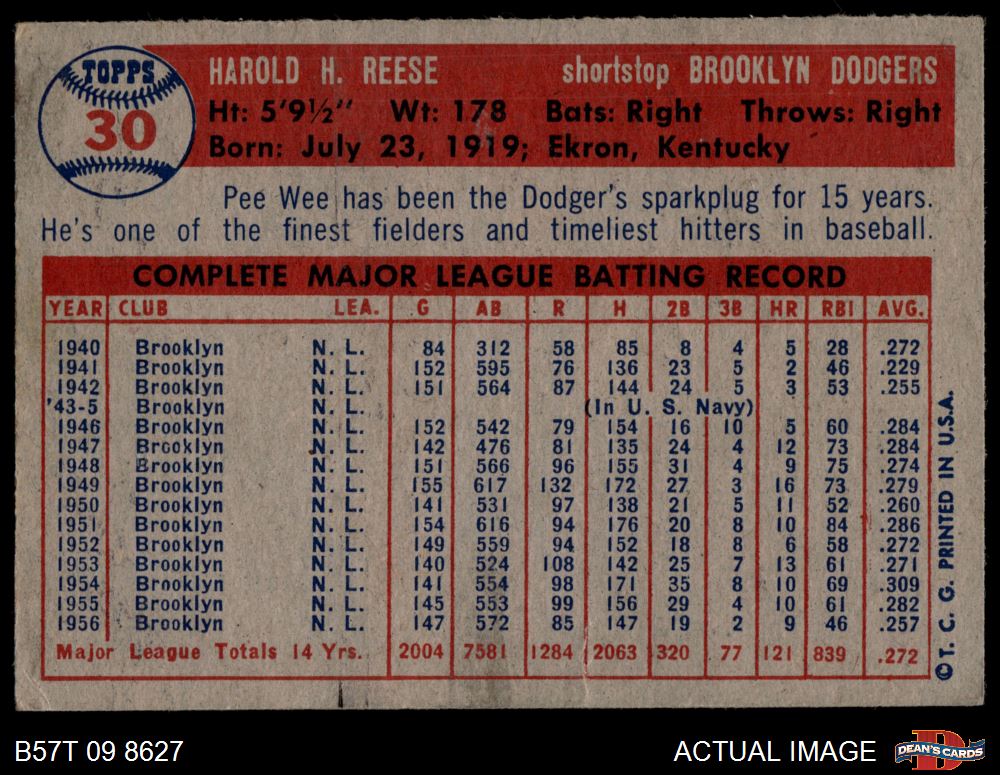 TOPPS
30
HAROLD H. REESE shortstop BROOKLYN DODGERS
Ht: 5'9½" Wt: 178 Bats: Right Throws: Right
Born: July 23, 1919; Ekron, Kentucky
Pee Wee has been the Dodger's sparkplug for 15 years.
He's one of the finest fielders and timeliest hitters in baseball.
COMPLETE MAJOR LEAGUE BATTING RECORD
YEAR CLUB LEA. G AB R H 2B 3B HR RBI AVG.
1940 Brooklyn N. L. 84 312 58 85 8 4 5 28 .272
1941 Brooklyn N. L. 152 595 76 136 23 5 2 46 .229
1942 Brooklyn N. L. 151 564 87 144 24 5 3 53 .255
'43-5 Brooklyn (In U. S. Navy)
1946 Brooklyn N. L. 152 542 79 154 16 10 5 60 .284
1947 Brooklyn N. L. 142 476 81 135 24 4 12 73 .284
1948 Brooklyn N. L. 151 566 96 155 31 4 9 75 .274
1949 Brooklyn N. L. 155 617 132 172 27 3 16 73 .279
1950 Brooklyn N. L. 141 531 97 138 21 5 11 52 .260
1951 Brooklyn N. L. 154 616 94 176 20 8 10 84 .286
1952 Brooklyn N. L. 149 559 94 152 18 8 6 58 .272
1953 Brooklyn N. L. 140 524 108 142 25 7 13 61 .271
1954 Brooklyn N. L. 141 554 98 171 35 8 10 69 .309
1955 Brooklyn N. L. 145 553 99 156 29 4 10 61 .282
1956 Brooklyn N. L. 147 572 85 147 19 2 9 46 .257
Major League Totals 14 Yrs. 2004 7581 1284 2063 320 77 121 839 .272
©T. C. G. PRINTED IN U.S.A.
B57T 09 8627
ACTUAL IMAGE
DEAN'S CARDS